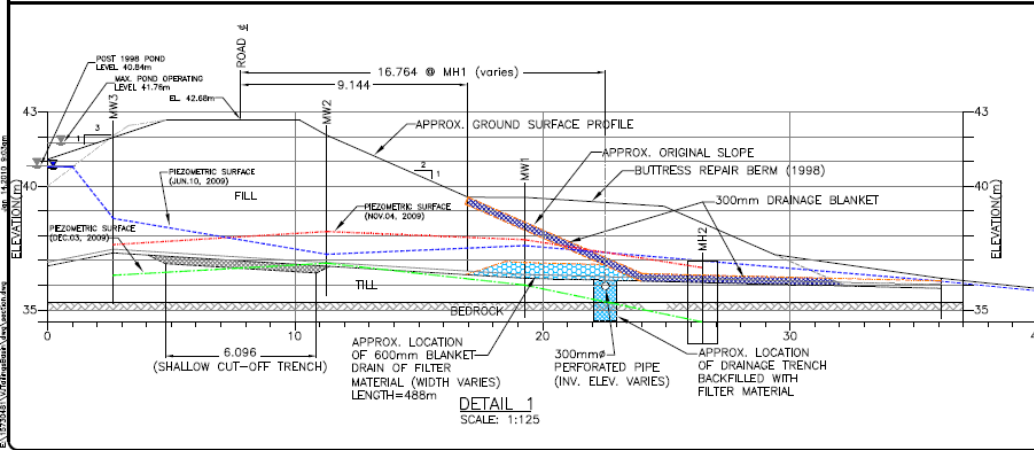 ROAD ȼ
POST 1998 POND
LEVEL 40.84m
MAX. POND OPERATING
LEVEL 41.76m
EL. 42.68m
16.764 @ MH1 (varies)
9.144
MW3
MW2
MW1
MH2
43
40
35
ELEVATION(m)
1
3
2
1
APPROX. GROUND SURFACE PROFILE
APPROX. ORIGINAL SLOPE
BUTTRESS REPAIR BERM (1998)
300mm DRAINAGE BLANKET
PIEZOMETRIC SURFACE
(JUN.10, 2009)
FILL
PIEZOMETRIC SURFACE
(NOV.04, 2009)
PIEZOMETRIC SURFACE
(DEC.03, 2009)
TILL
BEDROCK
43
40
35
ELEVATION(m)
0
10
20
30
6.096
(SHALLOW CUT-OFF TRENCH)
APPROX. LOCATION
OF 600mm BLANKET
DRAIN OF FILTER
MATERIAL (WIDTH VARIES)
LENGTH=488m
300mmø
PERFORATED PIPE
(INV. ELEV. VARIES)
APPROX. LOCATION
OF DRAINAGE TRENCH
BACKFILLED WITH
FILTER MATERIAL
DETAIL 1
SCALE: 1:125